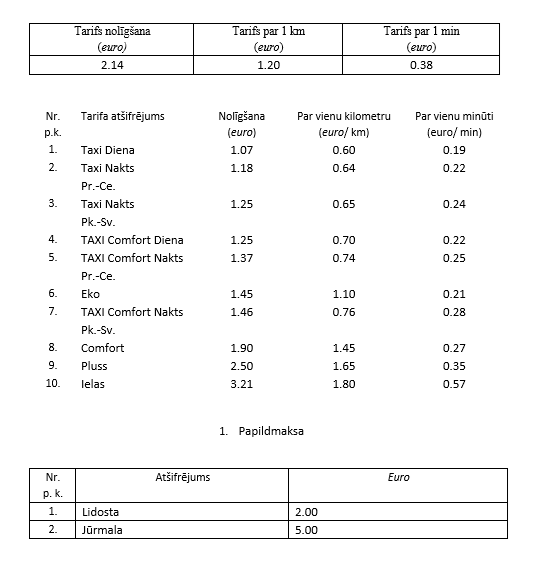 Tarifs nolīgšana Tarifs par 1 km Tarifs par 1 min
(euro) (euro) (euro)
2.14 1.20 0.38
Nr. Tarifa atšifrējums Nolīgšana Par vienu kilometru Par vienu minūti
p.k. (euro) (euro/ km) (euro/ min)
1. Taxi Diena 1.07 0.60 0.19
2. Taxi Nakts 1.18 0.64 0.22
Pr.-Ce.
3. Taxi Nakts 1.25 0.65 0.24
Pk.-Sv.
4. TAXI Comfort Diena 1.25 0.70 0.22
5. TAXI Comfort Nakts 1.37 0.74 0.25
Pr.-Ce.
6. Eko 1.45 1.10 0.21
7. TAXI Comfort Nakts 1.46 0.76 0.28
Pk.-Sv.
8. Comfort 1.90 1.45 0.27
9. Pluss 2.50 1.65 0.35
10. Ielas 3.21 1.80 0.57
1. Papildmaksa
Nr. Atšifrējums Euro
p. k.
1. Lidosta 2.00
2. Jūrmala 5.00